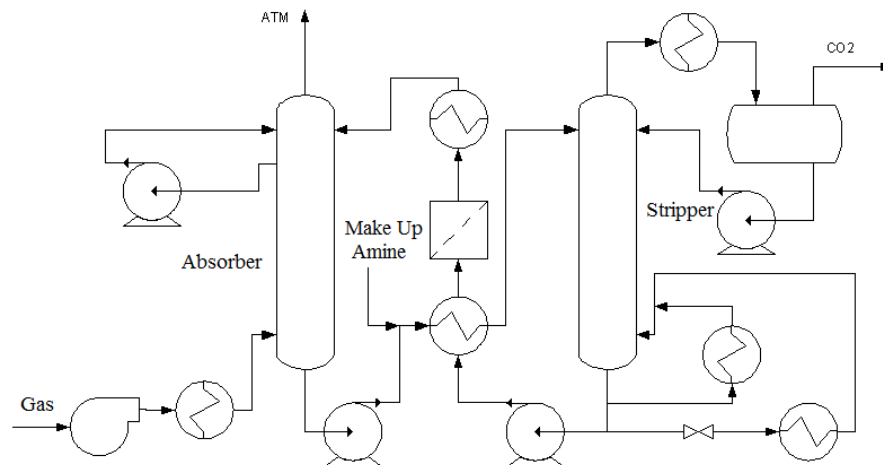 ATM
CO2
Make Up
Amine
Stripper
Absorber
Gas